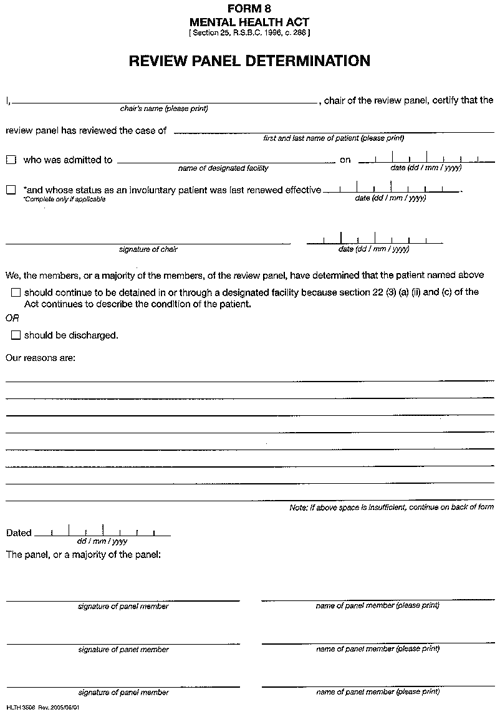 FORM 8
MENTAL HEALTH ACT
[ Section 25, R.S.B.C. 1996, c. 288 ]
REVIEW PANEL DETERMINATION
I, , chair of the review panel, certify that the
chair's name (please print)
review panel has reviewed the case of
first and last name of patient (please print)
who was admitted to on
name of designated facility date (dd / mm / yyyy)
*and whose status as an involuntary patient was last renewed effective .
*Complete only if applicable date (dd / mm / yyyy)
signature of chair date (dd / mm / yyyy)
We, the members, or a majority of the members, of the review panel, have determined that the patient named above
should continue to be detained in or through a designated facility because section 22 (3) (a) (ii) and (c) of the
Act continues to describe the condition of the patient.
OR
should be discharged.
Our reasons are:
Note: if above space is insufficient, continue on back of form
Dated
dd / mm / yyyy
The panel, or a majority of the panel:
signature of panel member name of panel member (please print)
signature of panel member name of panel member (please print)
signature of panel member name of panel member (please print)
HLTH 3508 Rev. 2005/06/01